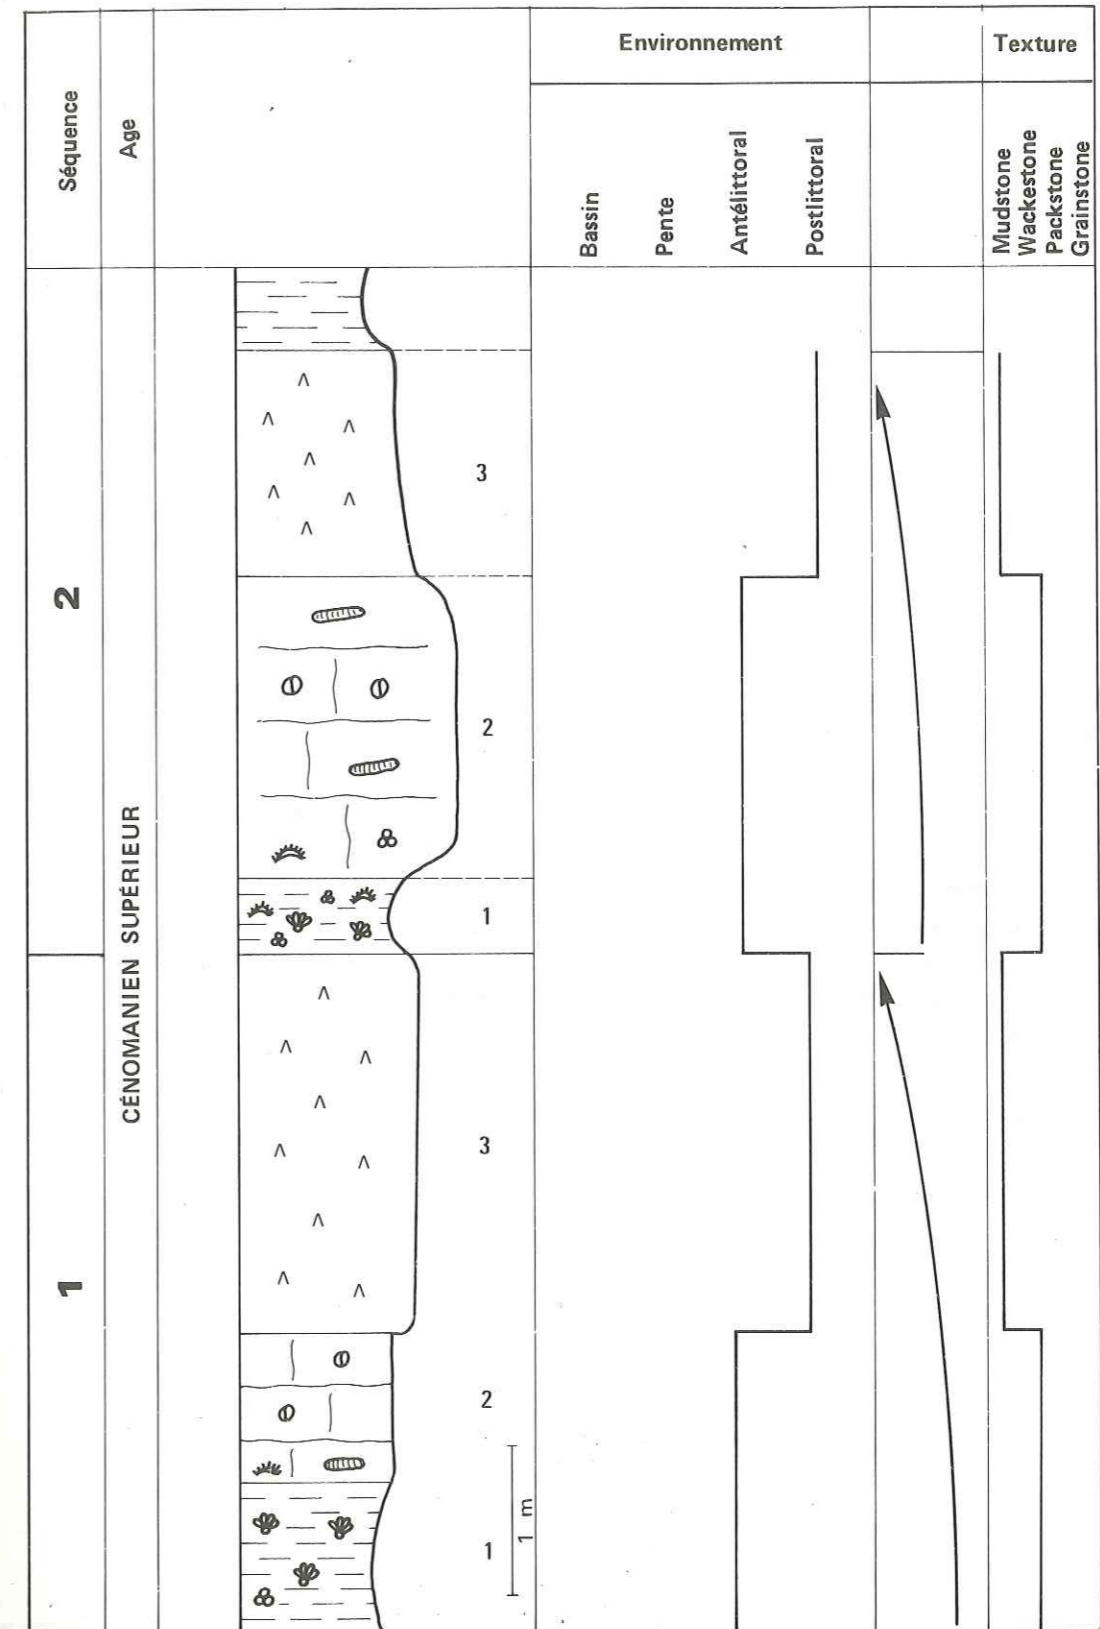 Environnement
Texture
Séquence
Age
Bassin
Pente
Antélittoral
Postlittoral
Mudstone
Wackestone
Packstone
Grainstone
3
2
2
1
CÉNOMANIEN SUPÉRIEUR
3
1
2
1 m
1